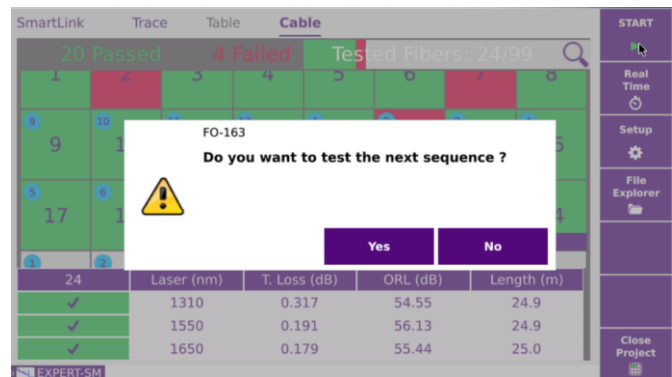 SmartLink Trace Table Cable
20 Passed 4 Failed Tested Fibers: 24/99
1 2 3 4 5 6 7 8
9 10
9 1
5 6
17 1
1 2
FO-163
Do you want to test the next sequence ?
Yes No
24 Laser (nm) T. Loss (dB) ORL (dB) Length (m)
✓ 1310 0.317 54.55 24.9
✓ 1550 0.191 56.13 24.9
✓ 1650 0.179 55.44 25.0
EXPERT-SM
START
Real
Time
Setup
File
Explorer
Close
Project